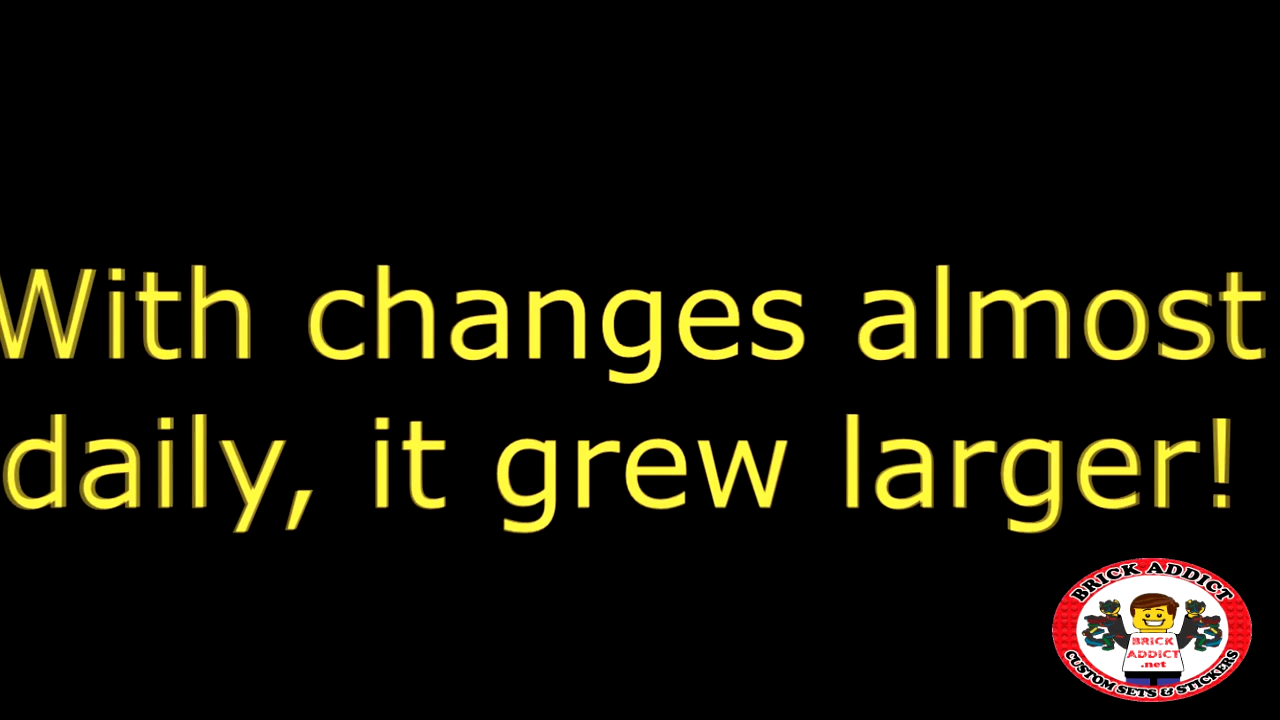 With changes almost
daily, it grew larger!
BRICK ADDICT
BRICK
ADDICT
.net
CUSTOM SETS & STICKERS